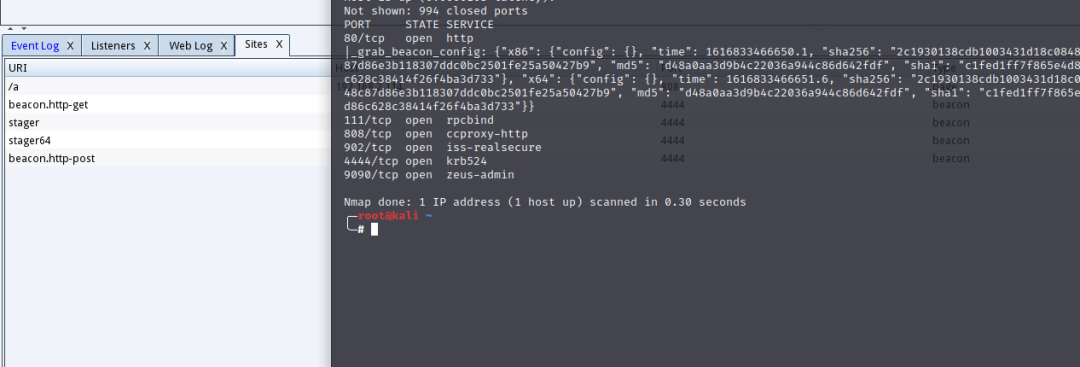 Not shown: 994 closed ports
PORT STATE SERVICE
80/tcp open http
|_grab_beacon_config: {"x86": {"config": {}, "time": 1616833466650.1, "sha256": "2c1930138cdb1003431d18c0848
87d86e3b118307ddc0bc2501fe25a50427b9", "md5": "d48a0aa3d9b4c22036a944c86d642fdf", "sha1": "c1fed1ff7f865e4d8
c628c38414f26f4ba3d733"}, "x64": {"config": {}, "time": 1616833466651.6, "sha256": "2c1930138cdb1003431d18c0
48c87d86e3b118307ddc0bc2501fe25a50427b9", "md5": "d48a0aa3d9b4c22036a944c86d642fdf", "sha1": "c1fed1ff7f865e
d86c628c38414f26f4ba3d733"}}
111/tcp open rpcbind
808/tcp open ccproxy-http
902/tcp open iss-realsecure
4444/tcp open krb524
9090/tcp open zeus-admin
Nmap done: 1 IP address (1 host up) scanned in 0.30 seconds
root@kali ~
#
Event Log X Listeners X Web Log X Sites X
URI
/a
beacon.http-get 4444 beacon
stager 4444 beacon
stager64 4444 beacon
beacon.http-post 4444 beacon